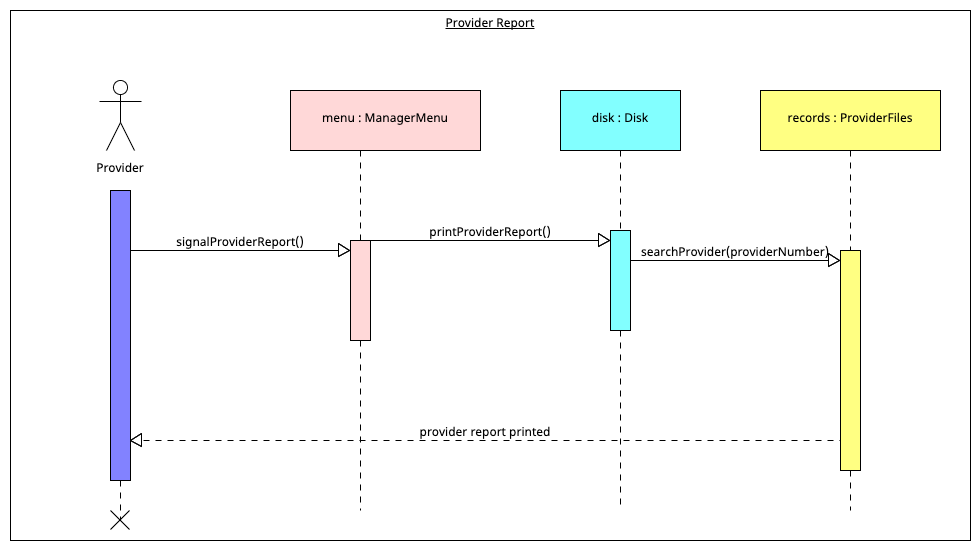 Provider Report
menu : ManagerMenu
disk : Disk
records : ProviderFiles
Provider
signalProviderReport()
printProviderReport()
searchProvider(providerNumber)
provider report printed